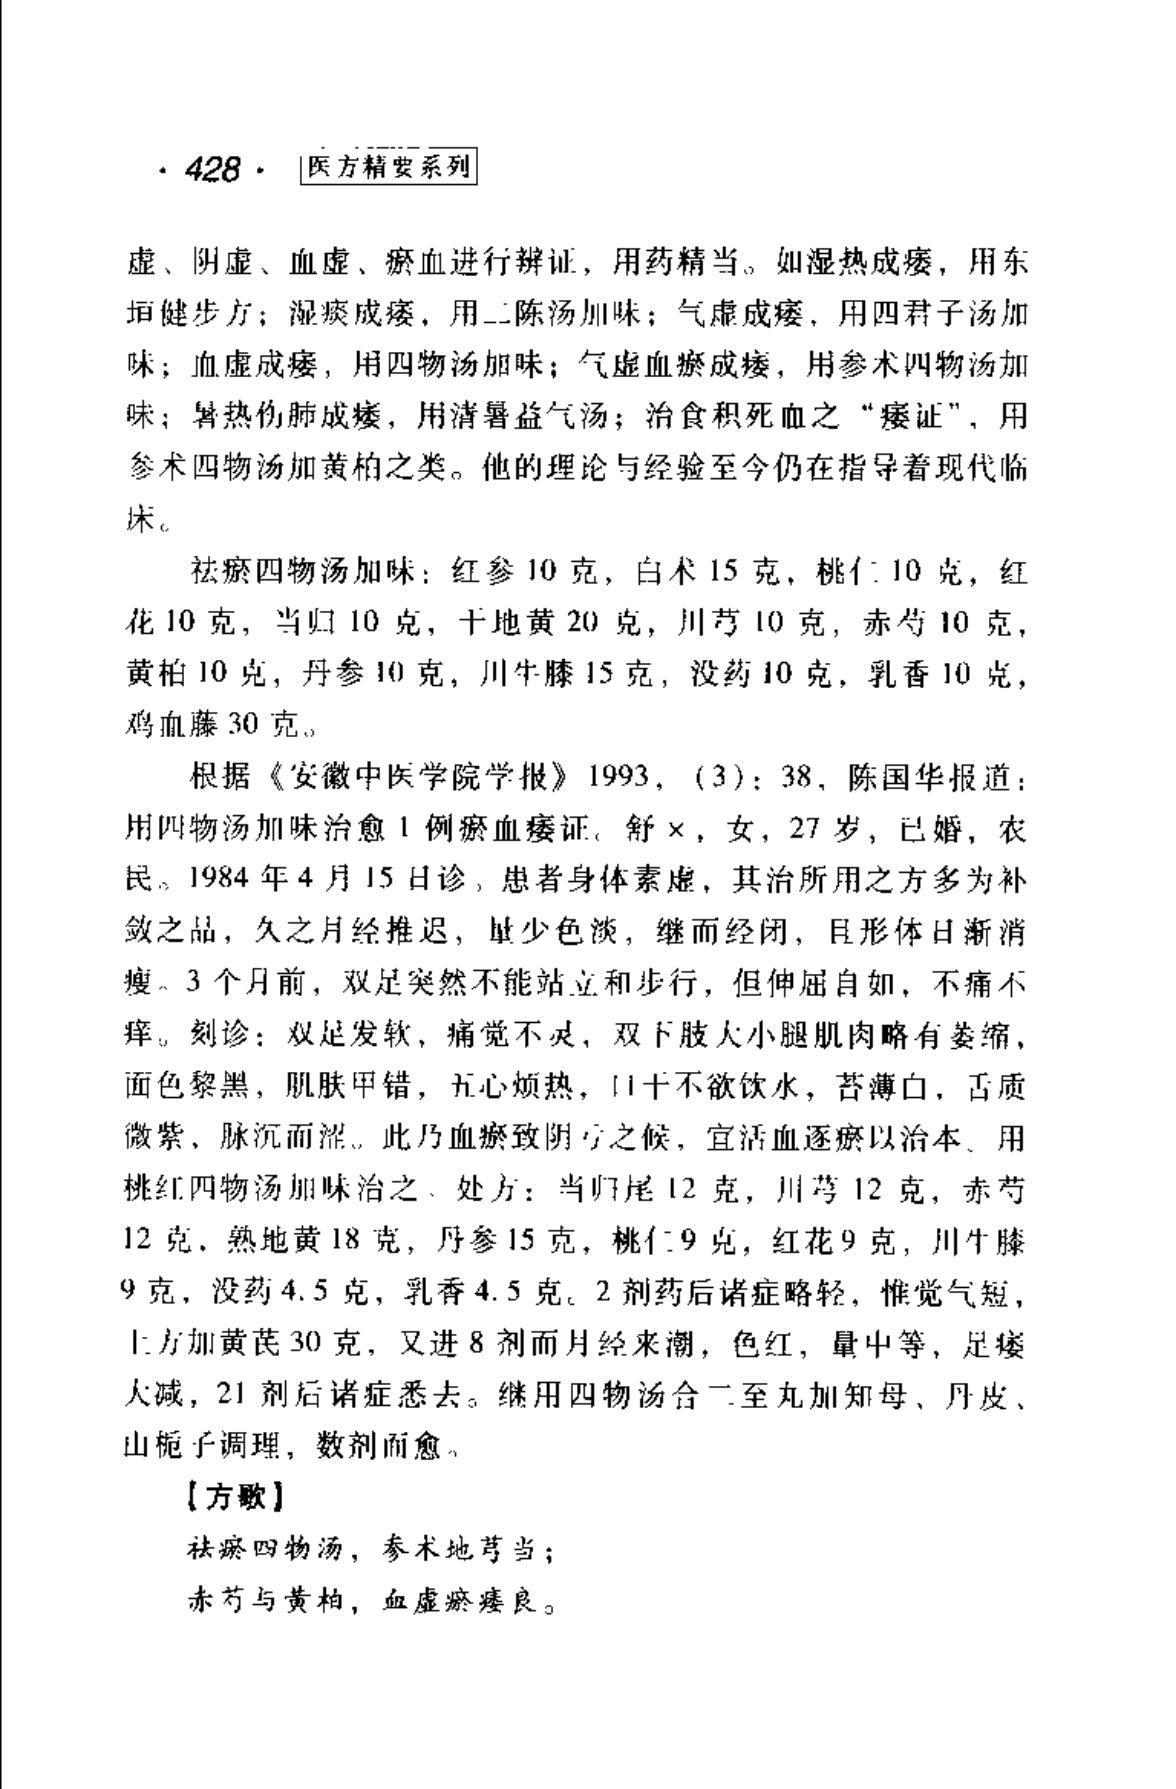 · 428 · 医方精要系列
虚、阴虚、血虚、瘀血进行辨证，用药精当。如湿热成痿，用东
垣健步方；湿痰成痿，用二陈汤加味；气虚成痿，用四君子汤加
味；血虚成痿，用四物汤加味；气虚血瘀成痿，用参术四物汤加
味；暑热伤肺成痿，用清暑益气汤；治食积死血之“痿证”，用
参术四物汤加黄柏之类。他的理论与经验至今仍在指导着现代临
床。
祛瘀四物汤加味：红参 10 克，白术 15 克，桃仁 10 克，红
花 10 克，当归 10 克，干地黄 20 克，川芎 10 克，赤芍 10 克，
黄柏 10 克，丹参 10 克，川牛膝 15 克，没药 10 克，乳香 10 克，
鸡血藤 30 克。
根据《安徽中医学院学报》1993，（3）：38，陈国华报道：
用四物汤加味治愈 1 例瘀血痿证。舒×，女，27 岁，已婚，农
民。1984 年 4 月 15 日诊。患者身体素虚，其治所用之方多为补
敛之品，久之月经推迟，量少色淡，继而经闭，且形体日渐消
瘦。3 个月前，双足突然不能站立和步行，但伸屈自如，不痛不
痒。刻诊：双足发软，痛觉不灵，双下肢大小腿肌肉略有萎缩，
面色黎黑，肌肤甲错，五心烦热，口干不欲饮水，苔薄白，舌质
微紫，脉沉而涩。此乃血瘀致阴亏之候，宜活血逐瘀以治本。用
桃红四物汤加味治之。处方：当归尾 12 克，川芎 12 克，赤芍
12 克，熟地黄 18 克，丹参 15 克，桃仁 9 克，红花 9 克，川牛膝
9 克，没药 4.5 克，乳香 4.5 克。2 剂药后诸症略轻，惟觉气短，
上方加黄芪 30 克，又进 8 剂而月经来潮，色红，量中等，足痿
大减，21 剂后诸症悉去。继用四物汤合二至丸加知母、丹皮、
山栀子调理，数剂而愈。
【方歌】
祛瘀四物汤，参术地芎当；
赤芍与黄柏，血虚瘀痿良。